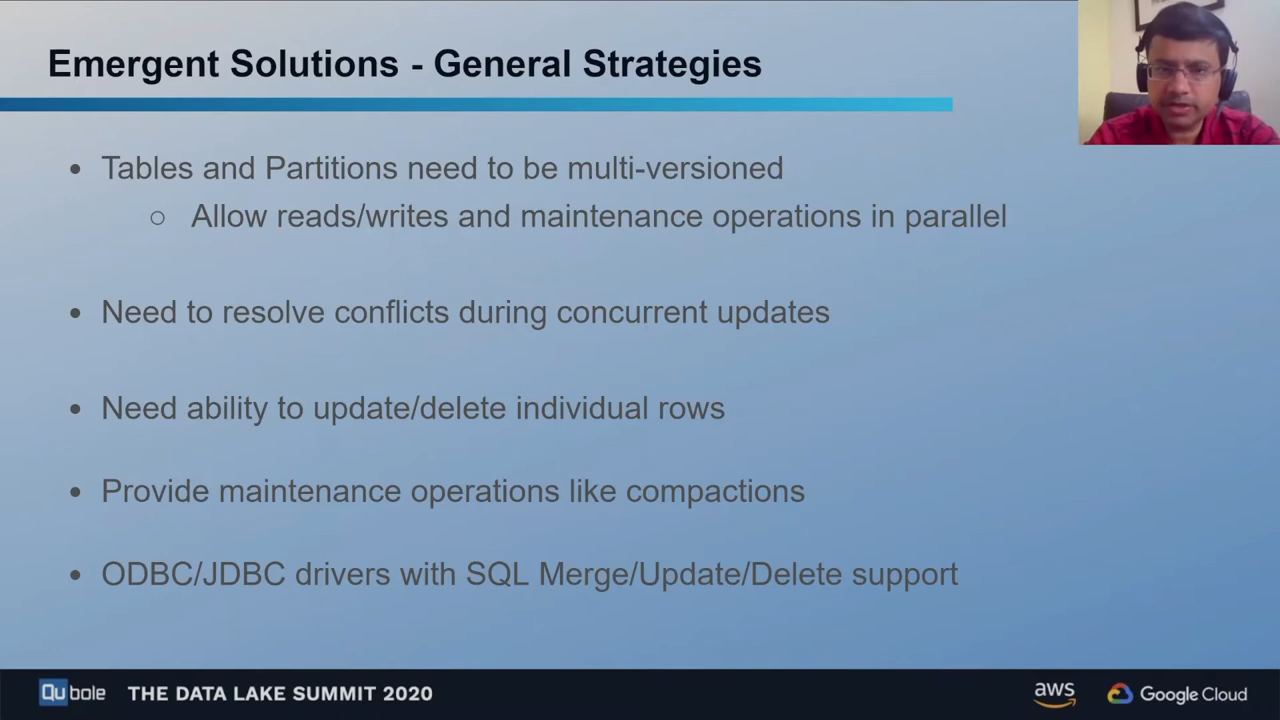 Emergent Solutions - General Strategies
• Tables and Partitions need to be multi-versioned
○ Allow reads/writes and maintenance operations in parallel
• Need to resolve conflicts during concurrent updates
• Need ability to update/delete individual rows
• Provide maintenance operations like compactions
• ODBC/JDBC drivers with SQL Merge/Update/Delete support
Qubole THE DATA LAKE SUMMIT 2020 aws Google Cloud